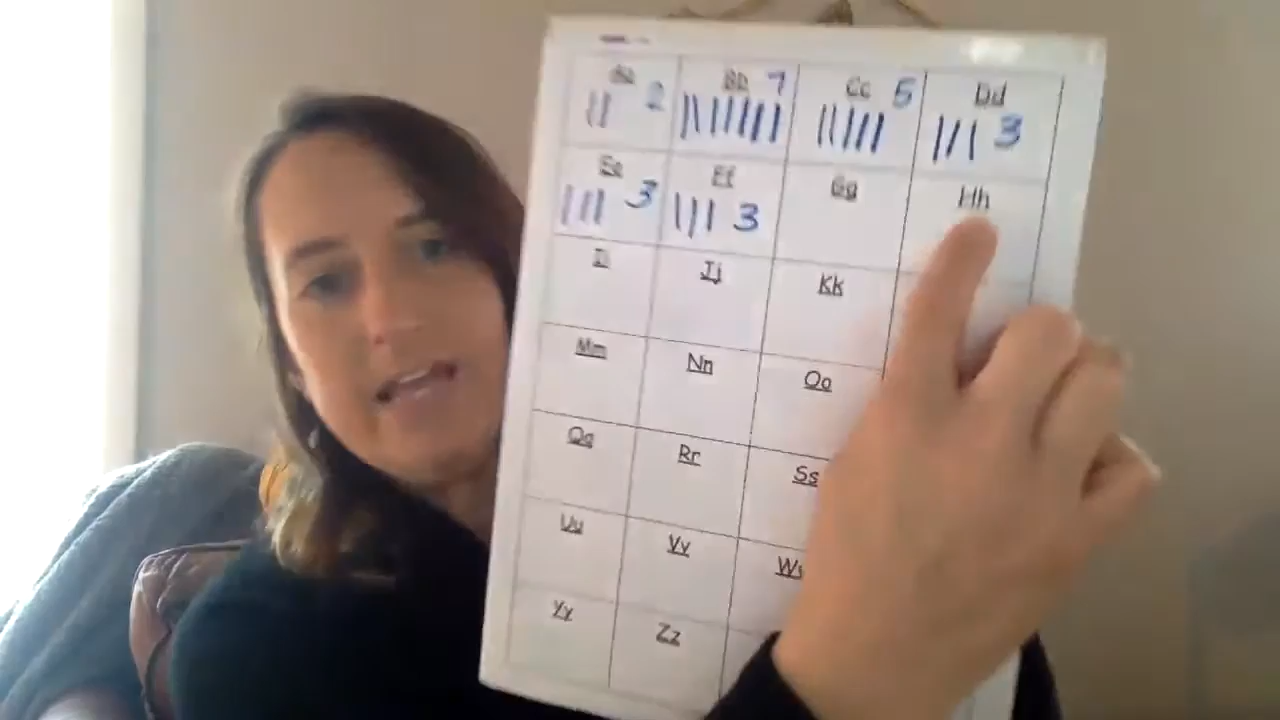 Aa 2 Bb 7 Cc 5 Dd 3
Ee 3 Ff 3 Gg Hh
Ii Jj Kk
Mm Nn Oo
Qq Rr Ss
Uu Vv
Yy Zz